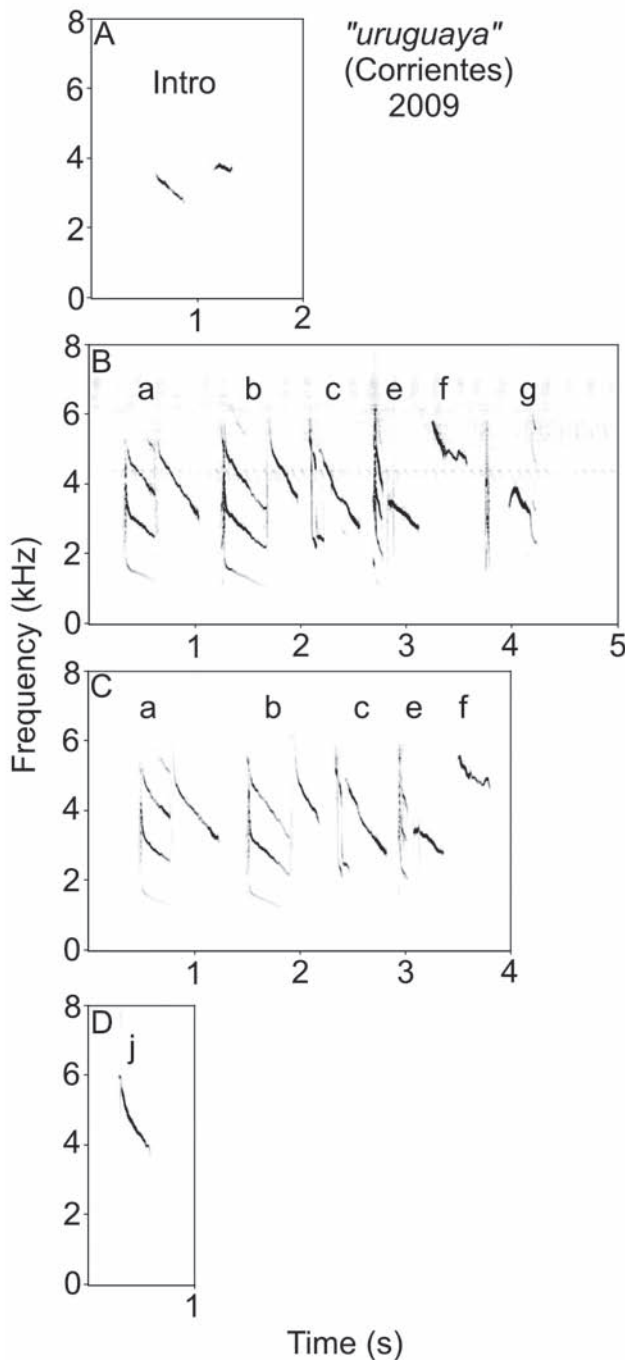 A
"uruguaya"
(Corrientes)
2009
Intro
8
6
4
2
0
1 2
B
a b c e f g
8
6
4
2
0
1 2 3 4 5
Frequency (kHz)
C
a b c e f
8
6
4
2
0
1 2 3 4
D
j
8
6
4
2
0
1
Time (s)